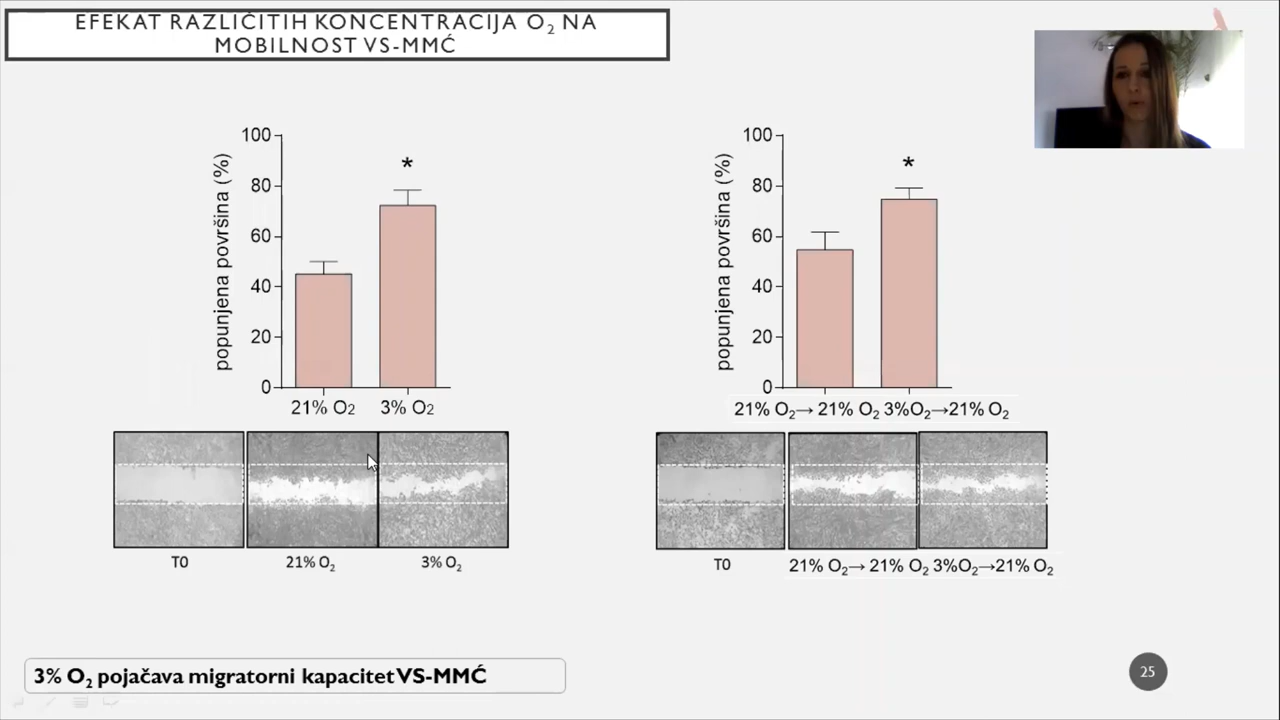 EFEKAT RAZLIČITIH KONCENTRACIJA O₂ NA
MOBILNOST VS-MMĆ
popunjena površina (%)
100
80
60
40
20
0
*
21% O₂
3% O₂
T0
21% O₂
3% O₂
popunjena površina (%)
100
80
60
40
20
0
*
21% O₂→ 21% O₂
3%O₂→21% O₂
T0
21% O₂→ 21% O₂
3%O₂→21% O₂
3% O₂ pojačava migratorni kapacitet VS-MMĆ
25